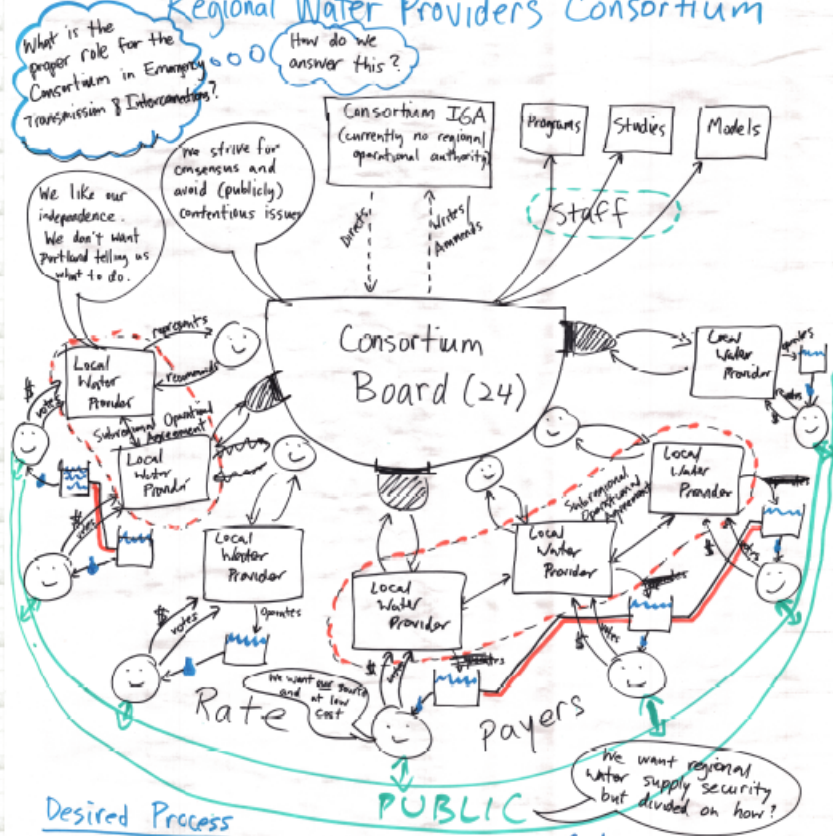 Regional Water Providers Consortium
What is the
proper role for the
Consortium in Emergency
Transmission & Interconnections?
How do we
answer this?
Consortium IGA
(currently no regional
operational authority)
Programs
Studies
Models
Staff
We strive for
consensus and
avoid (publicly)
contentious issues
We like our
independence.
We don't want
Portland telling us
what to do.
Directs
Writes/
Ammends
Consortium
Board (24)
represents
recommends
Local
Water
Provider
$
votes
Subregional Operational
Agreement
Local
Water
Provider
$
votes
Local
Water
Provider
operates
$
votes
Local
Water
Provider
Operates
$
votes
Local
Water
Provider
$
votes
Subregional
Operational
Agreement
Local
Water
Provider
$
votes
Local
Water
Provider
$
votes
Rate
Payers
We want our source
and at low
cost
PUBLIC
We want regional
water supply security
but divided on how?
Desired Process